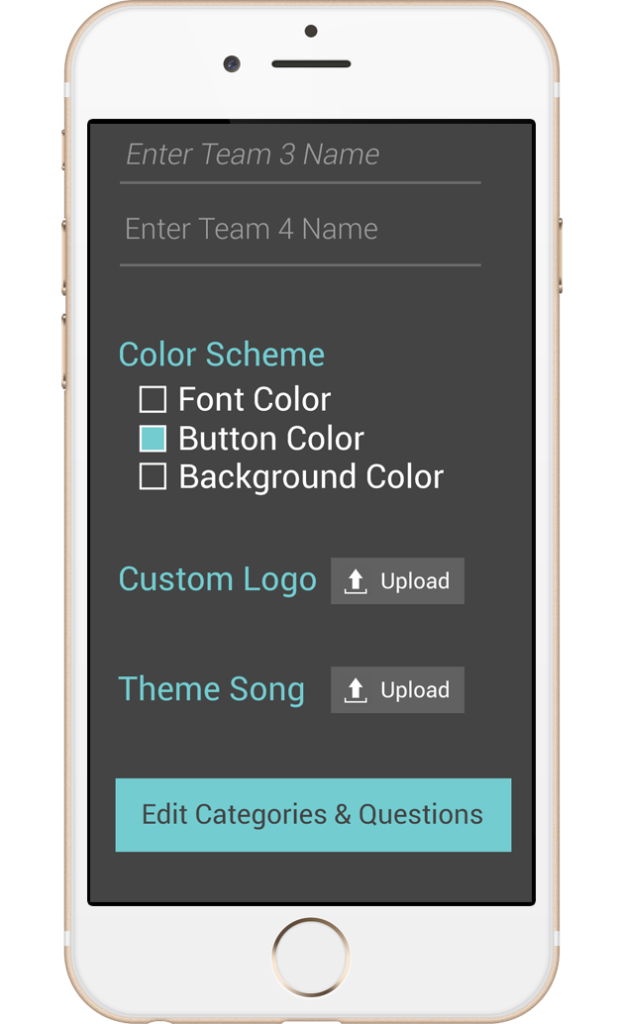 Enter Team 3 Name
Enter Team 4 Name
Color Scheme
Font Color
Button Color
Background Color
Custom Logo
Upload
Theme Song
Upload
Edit Categories & Questions